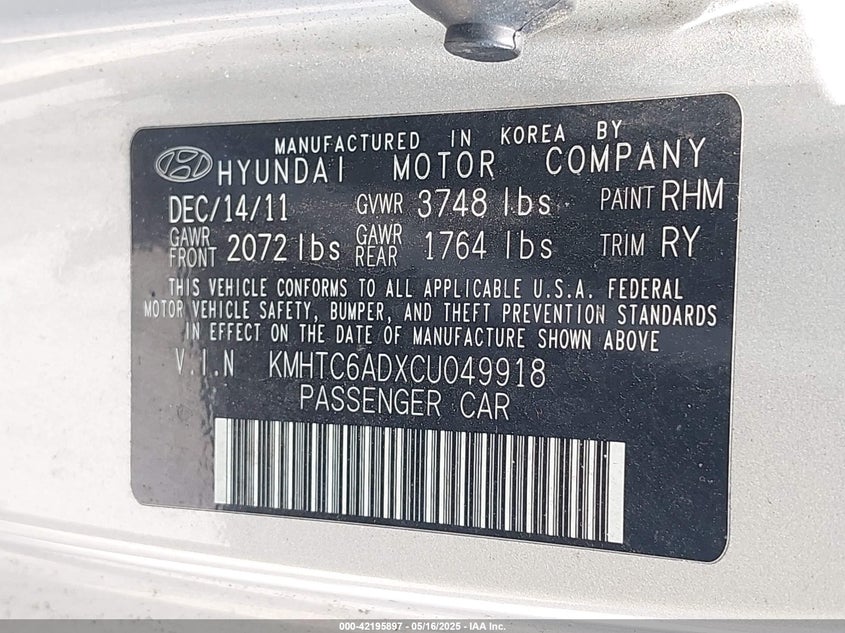 MANUFACTURED IN KOREA BY
HYUNDAI MOTOR COMPANY
DEC/14/11 GVWR 3748 lbs PAINT RHM
GAWR FRONT 2072 lbs GAWR REAR 1764 lbs TRIM RY
THIS VEHICLE CONFORMS TO ALL APPLICABLE U.S.A. FEDERAL
MOTOR VEHICLE SAFETY, BUMPER, AND THEFT PREVENTION STANDARDS
IN EFFECT ON THE DATE OF MANUFACTURE SHOWN ABOVE
V.I.N KMHTC6ADXCU049918
PASSENGER CAR
000-42195897 - 05/16/2025 - IAA Inc.